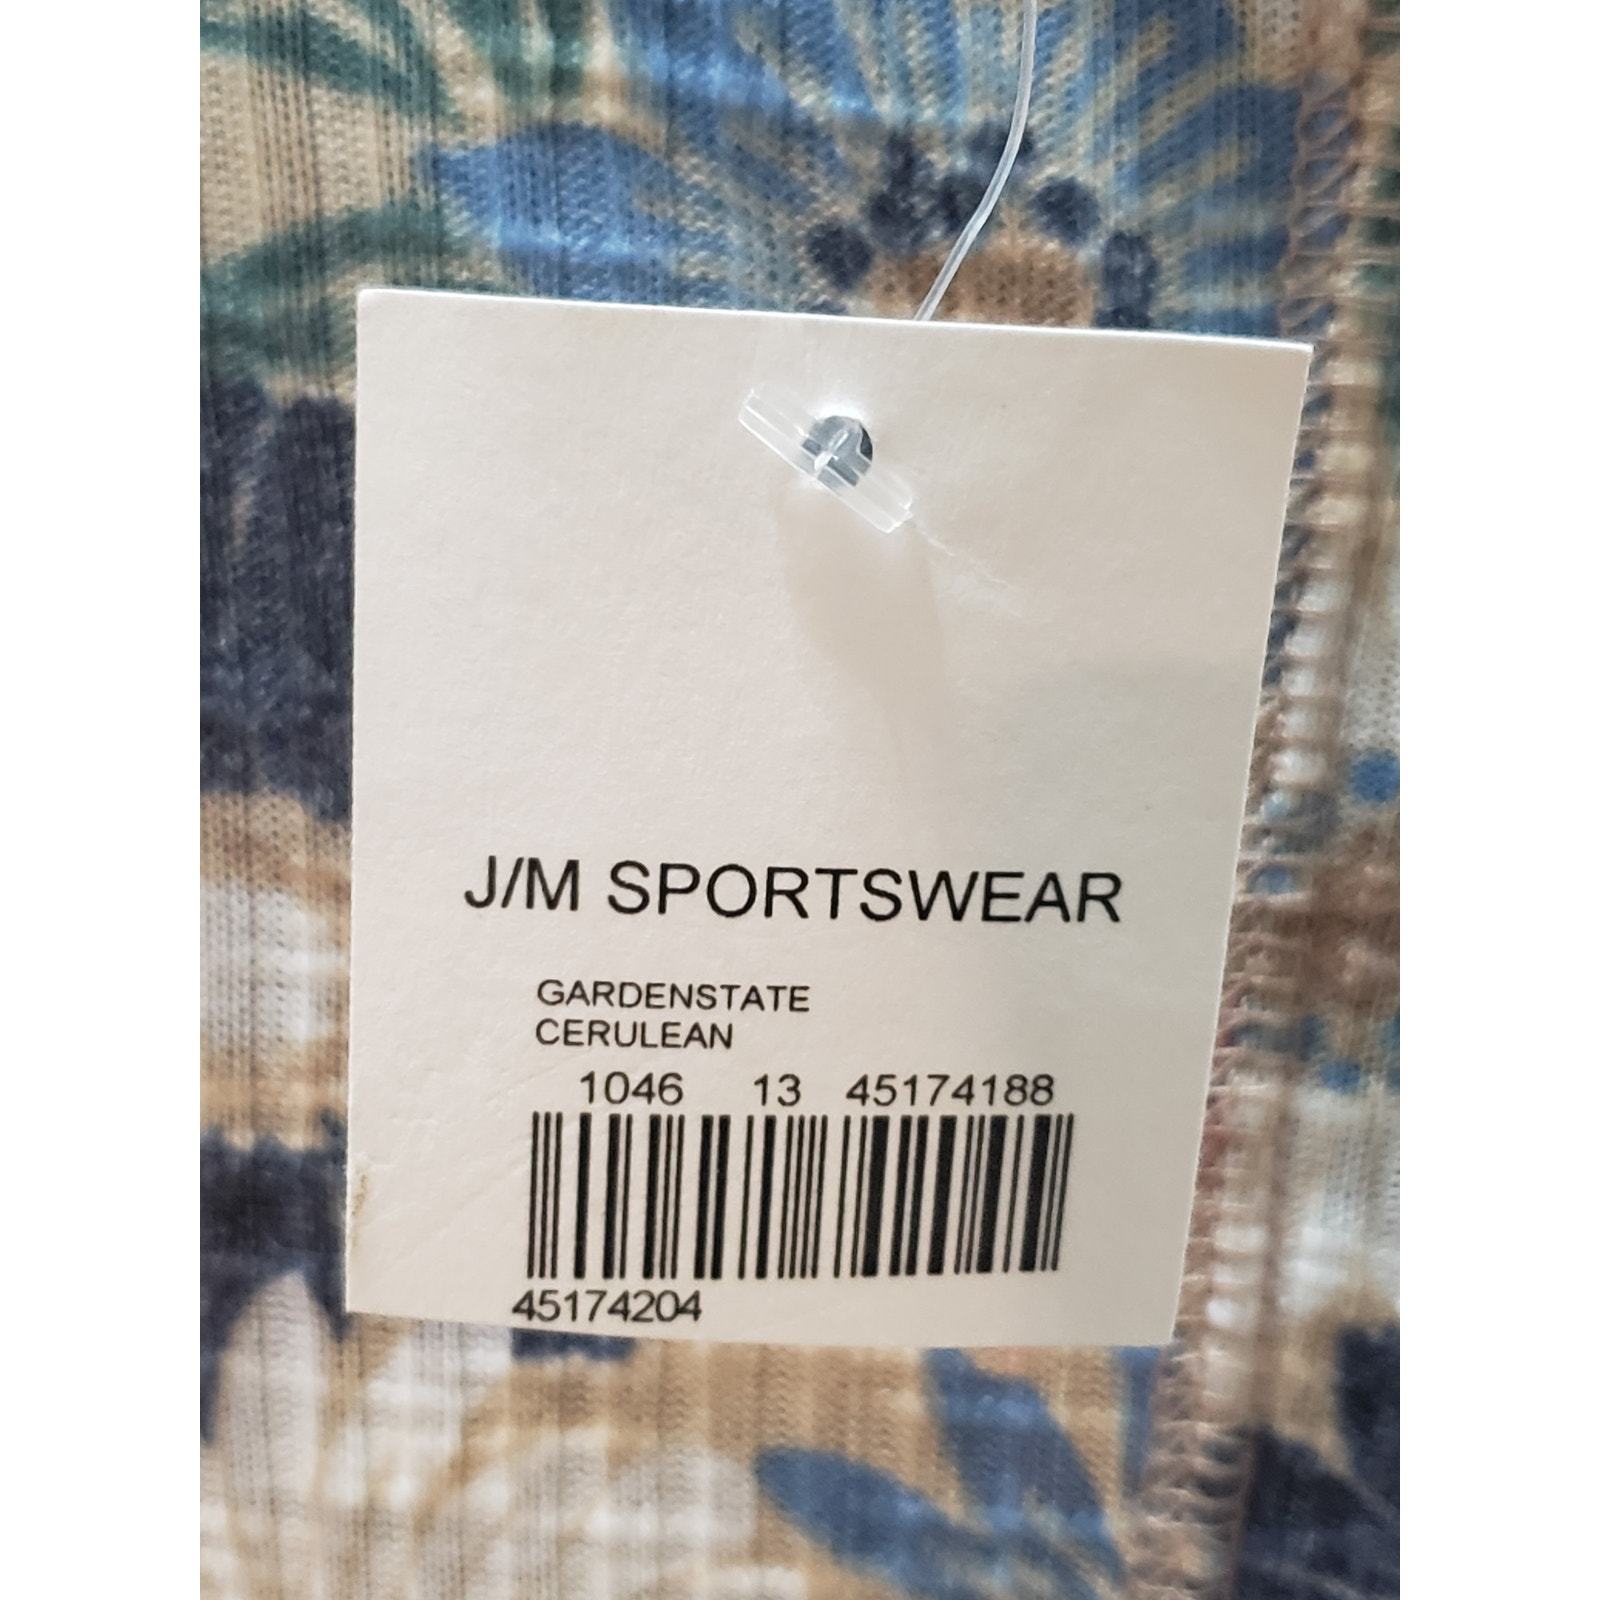 J/M SPORTSWEAR
GARDENSTATE
CERULEAN
1046 13 45174188
45174204